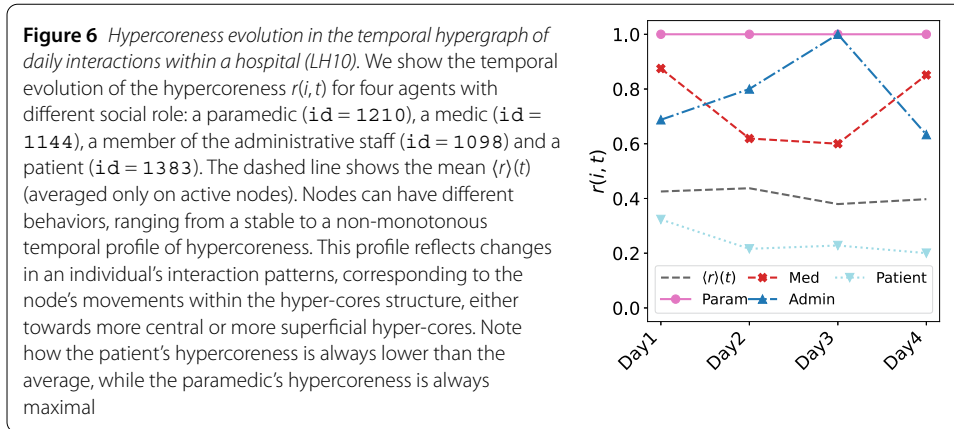 Figure 6 Hypercoreness evolution in the temporal hypergraph of
daily interactions within a hospital (LH10). We show the temporal
evolution of the hypercoreness r(i, t) for four agents with
different social role: a paramedic (id = 1210), a medic (id =
1144), a member of the administrative staff (id = 1098) and a
patient (id = 1383). The dashed line shows the mean ⟨r⟩(t)
(averaged only on active nodes). Nodes can have different
behaviors, ranging from a stable to a non-monotonous
temporal profile of hypercoreness. This profile reflects changes
in an individual's interaction patterns, corresponding to the
node's movements within the hyper-cores structure, either
towards more central or more superficial hyper-cores. Note
how the patient's hypercoreness is always lower than the
average, while the paramedic's hypercoreness is always
maximal
r(i, t)
1.0
0.8
0.6
0.4
0.2
0.0
⟨r⟩(t) Med Patient
Param Admin
Day1 Day2 Day3 Day4